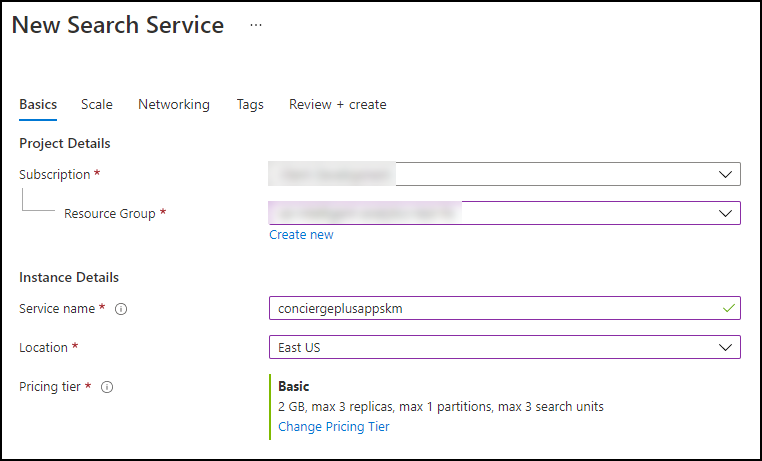 New Search Service ...
Basics Scale Networking Tags Review + create
Project Details
Subscription *
Resource Group *
Create new
Instance Details
Service name * conciergeplusappskm
Location * East US
Pricing tier * Basic
2 GB, max 3 replicas, max 1 partitions, max 3 search units
Change Pricing Tier